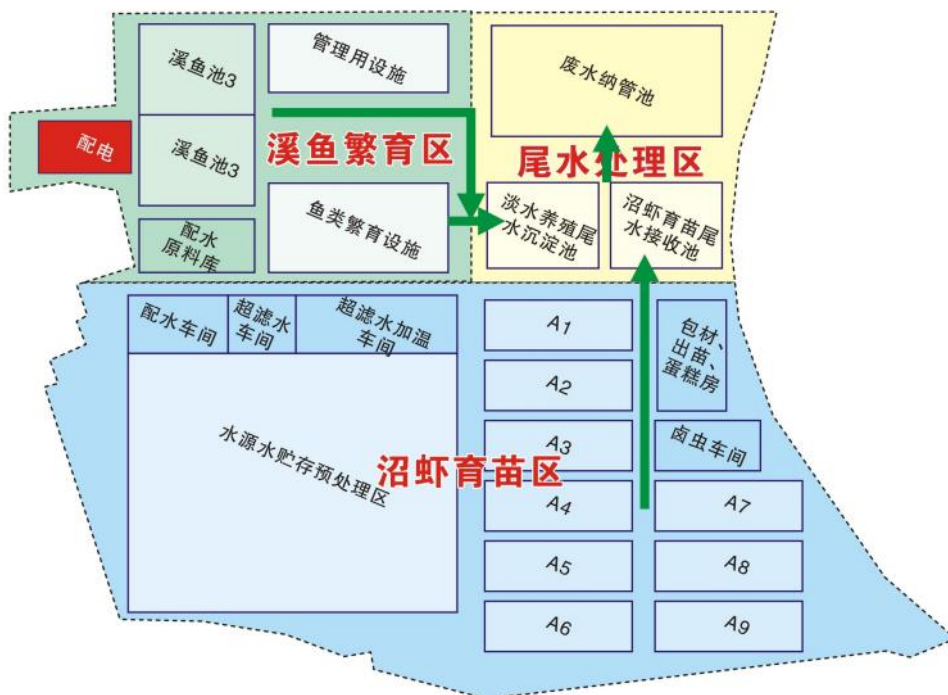 溪鱼池3
管理用设施
废水纳管池
配电
溪鱼池3
溪鱼繁育区
尾水处理区
配水
原料库
鱼类繁育设施
淡水养殖尾
水沉淀池
沼虾育苗尾
水接收池
配水车间
超滤水
车间
超滤水加温
车间
A1
包材、
出苗、
蛋糕房
A2
水源水贮存预处理区
A3
卤虫车间
沼虾育苗区
A4
A7
A5
A8
A6
A9